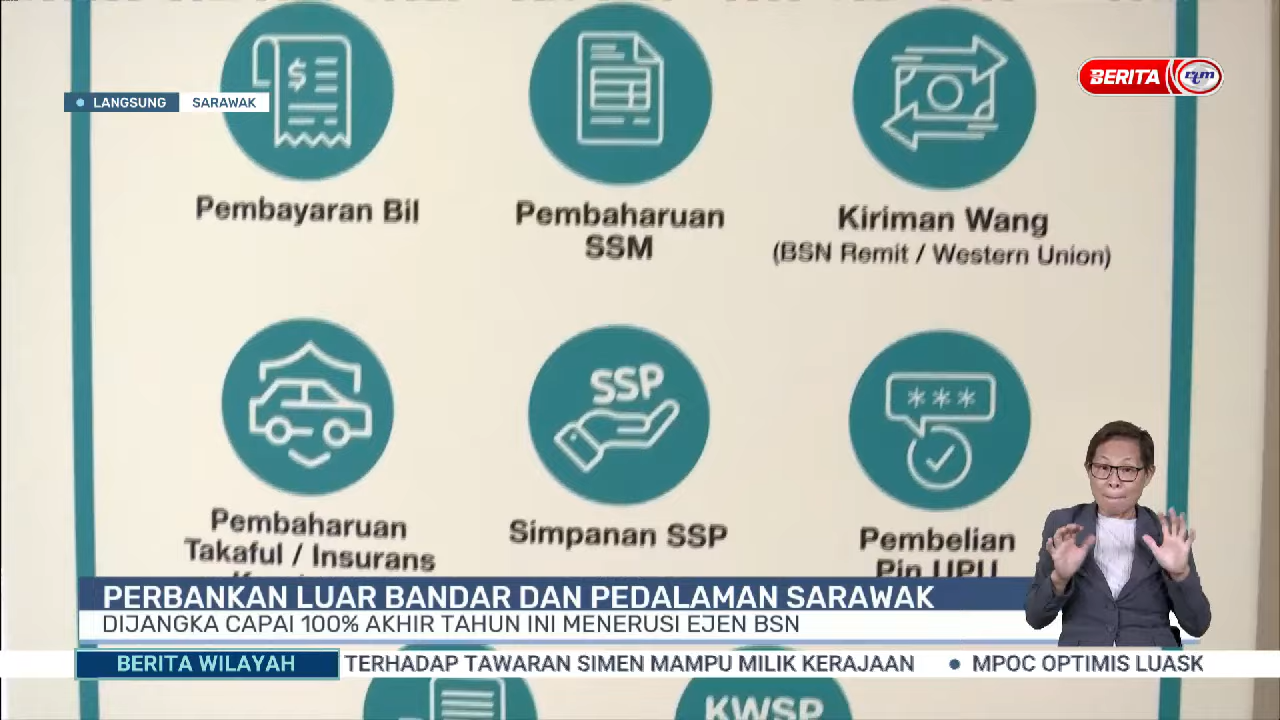 LANGSUNG
SARAWAK
BERITA rtm
$
Pembayaran Bil
Pembaharuan
SSM
Kiriman Wang
(BSN Remit / Western Union)
Pembaharuan
Takaful / Insurans
SSP
Simpanan SSP
***
Pembelian
Pin UPU
PERBANKAN LUAR BANDAR DAN PEDALAMAN SARAWAK
DIJANGKA CAPAI 100% AKHIR TAHUN INI MENERUSI EJEN BSN
BERITA WILAYAH
TERHADAP TAWARAN SIMEN MAMPU MILIK KERAJAAN • MPOC OPTIMIS LUASK
KWSP